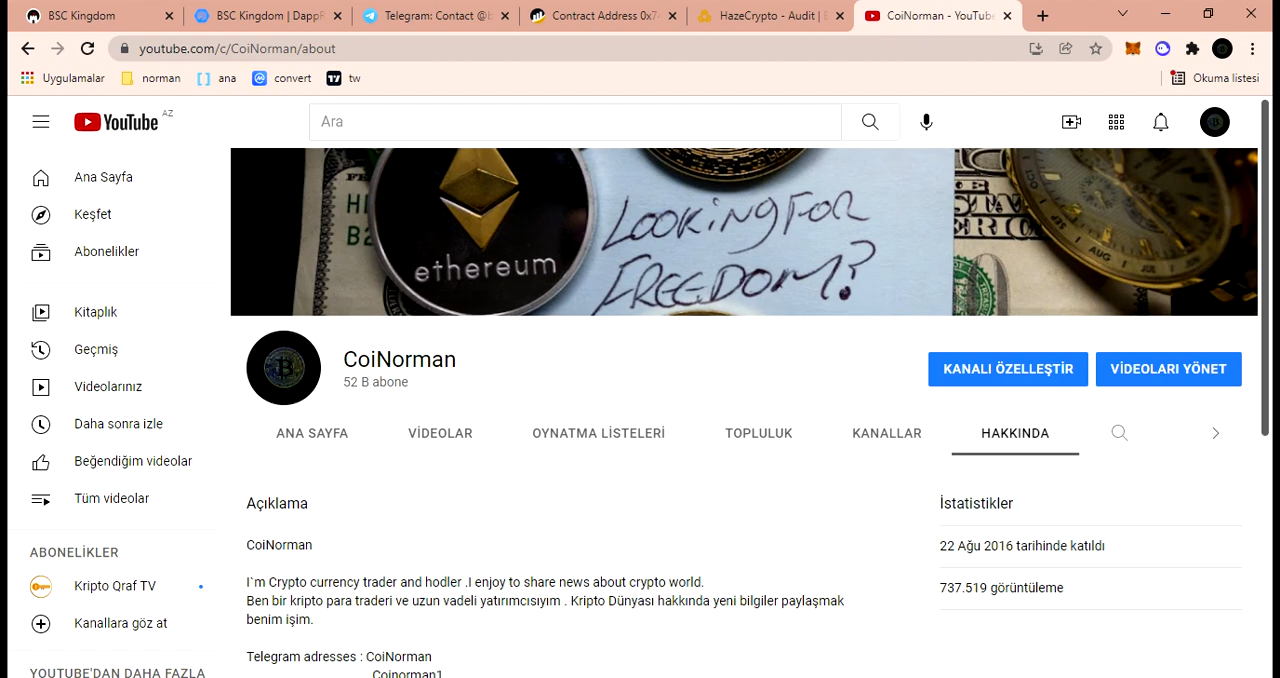 BSC Kingdom
BSC Kingdom | DappR
Telegram: Contact @b
Contract Address 0x74
HazeCrypto - Audit | B
CoiNorman - YouTube
youtube.com/c/CoiNorman/about
Uygulamalar
norman
ana
convert
tw
Okuma listesi
YouTube AZ
Ara
Ana Sayfa
Keşfet
Abonelikler
Kitaplık
Geçmiş
Videolarınız
Daha sonra izle
Beğendiğim videolar
Tüm videolar
ABONELİKLER
Kripto Qraf TV
Kanallara göz at
YOUTUBE'DAN DAHA FAZLA
ethereum
LOOKING FOR
FREEDOM?
AUG
JUL
JUN
CoiNorman
52 B abone
KANALI ÖZELLEŞTİR
VİDEOLARI YÖNET
ANA SAYFA
VİDEOLAR
OYNATMA LİSTELERİ
TOPLULUK
KANALLAR
HAKKINDA
Açıklama
CoiNorman
I`m Crypto currency trader and hodler .I enjoy to share news about crypto world.
Ben bir kripto para traderi ve uzun vadeli yatırımcısıyım . Kripto Dünyası hakkında yeni bilgiler paylaşmak
benim işim.
Telegram adresses : CoiNorman
Coinorman1
İstatistikler
22 Ağu 2016 tarihinde katıldı
737.519 görüntüleme